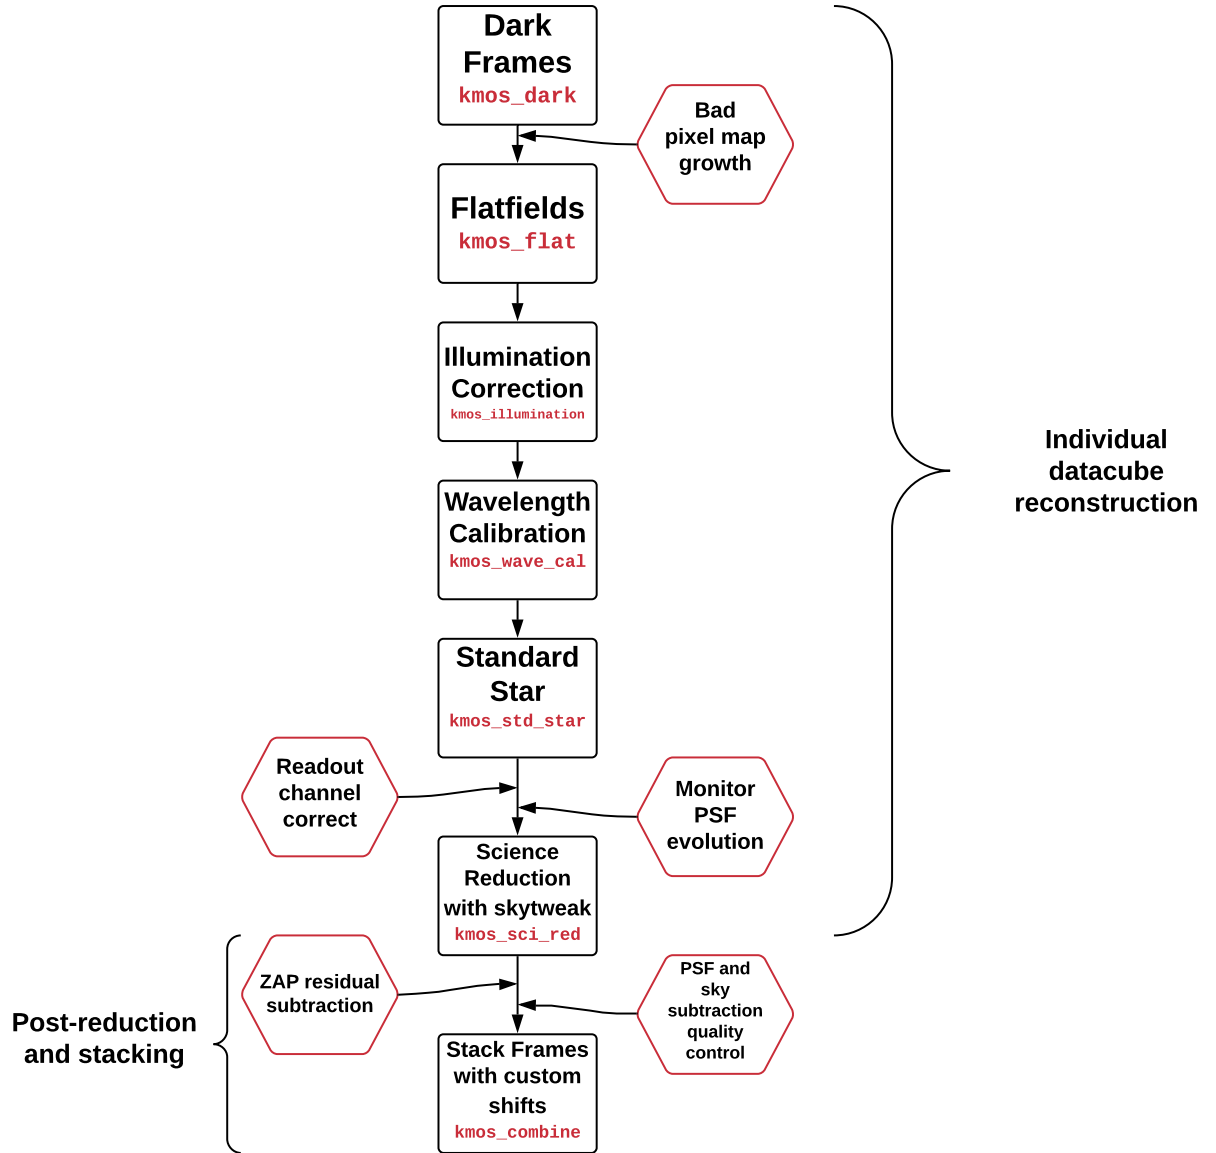 Dark
Frames
kmos_dark
Bad
pixel map
growth
Flatfields
kmos_flat
Illumination
Correction
kmos_illumination
Individual
datacube
reconstruction
Wavelength
Calibration
kmos_wave_cal
Standard
Star
kmos_std_star
Readout
channel
correct
Monitor
PSF
evolution
Science
Reduction
with skytweak
kmos_sci_red
ZAP residual
subtraction
PSF and
sky
subtraction
quality
control
Post-reduction
and stacking
Stack Frames
with custom
shifts
kmos_combine